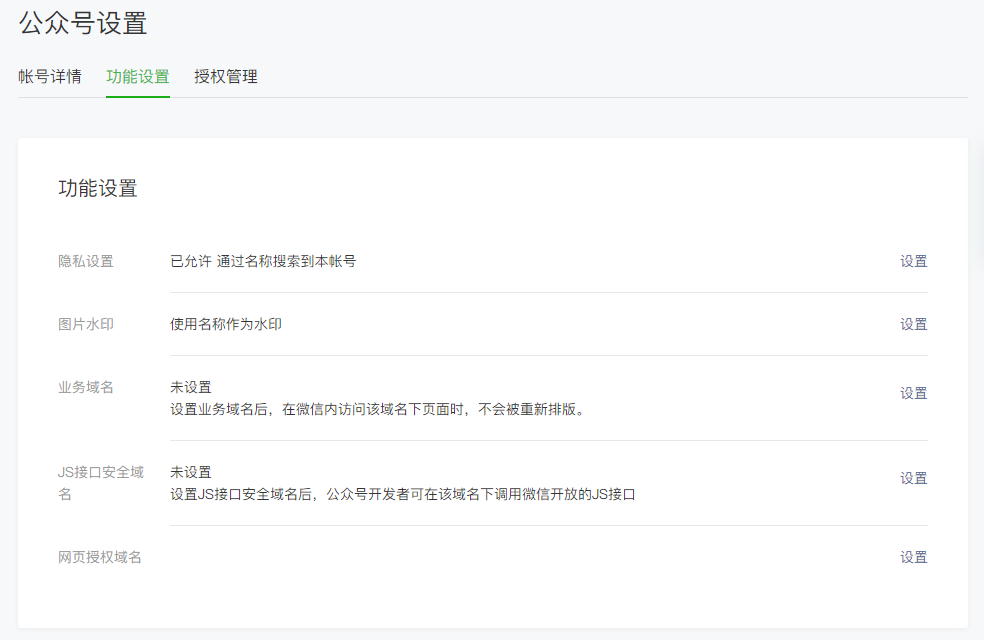 公众号设置
帐号详情 功能设置 授权管理
功能设置
隐私设置 已允许 通过名称搜索到本帐号 设置
图片水印 使用名称作为水印 设置
业务域名 未设置 设置
设置业务域名后，在微信内访问该域名下页面时，不会被重新排版。
JS接口安全域 未设置 设置
名 设置JS接口安全域名后，公众号开发者可在该域名下调用微信开放的JS接口
网页授权域名 设置